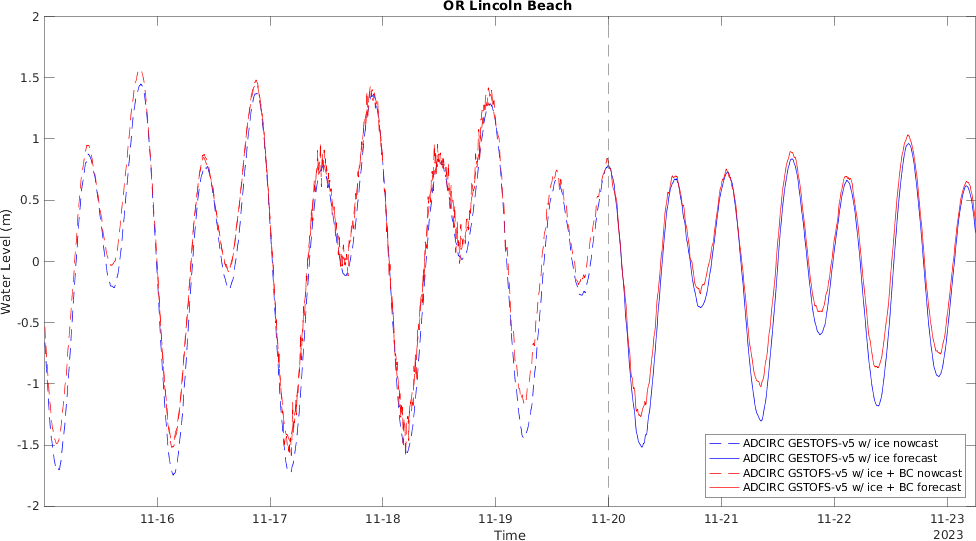 OR Lincoln Beach
2
1.5
1
0.5
0
-0.5
-1
-1.5
-2
Water Level (m)
11-16 11-17 11-18 11-19 11-20 11-21 11-22 11-23
2023
Time
ADCIRC GESTOFS-v5 w/ ice nowcast
ADCIRC GESTOFS-v5 w/ ice forecast
ADCIRC GSTOFS-v5 w/ ice + BC nowcast
ADCIRC GSTOFS-v5 w/ ice + BC forecast